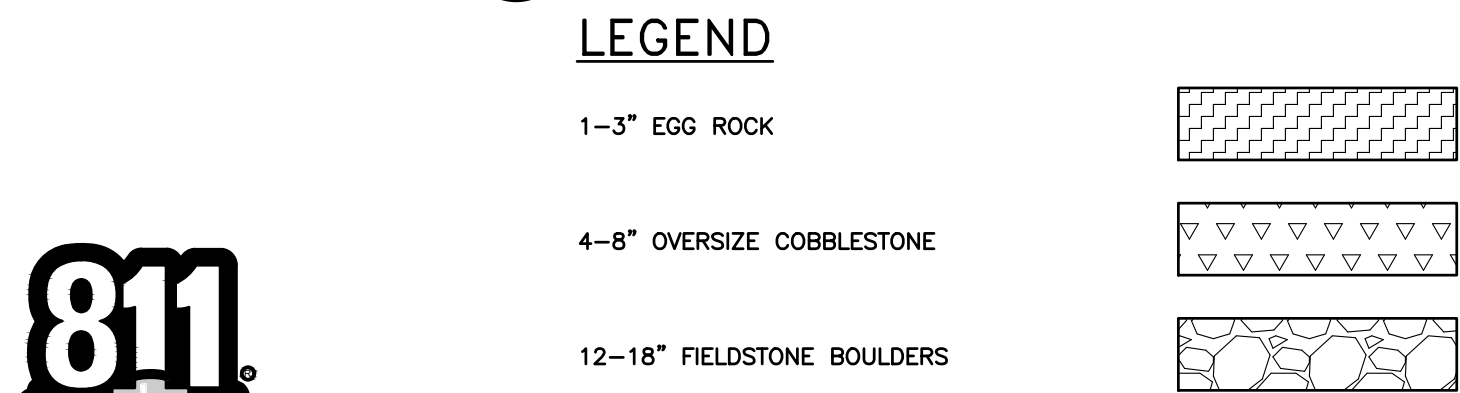 LEGEND
1–3” EGG ROCK
4–8” OVERSIZE COBBLESTONE
811®
12–18” FIELDSTONE BOULDERS